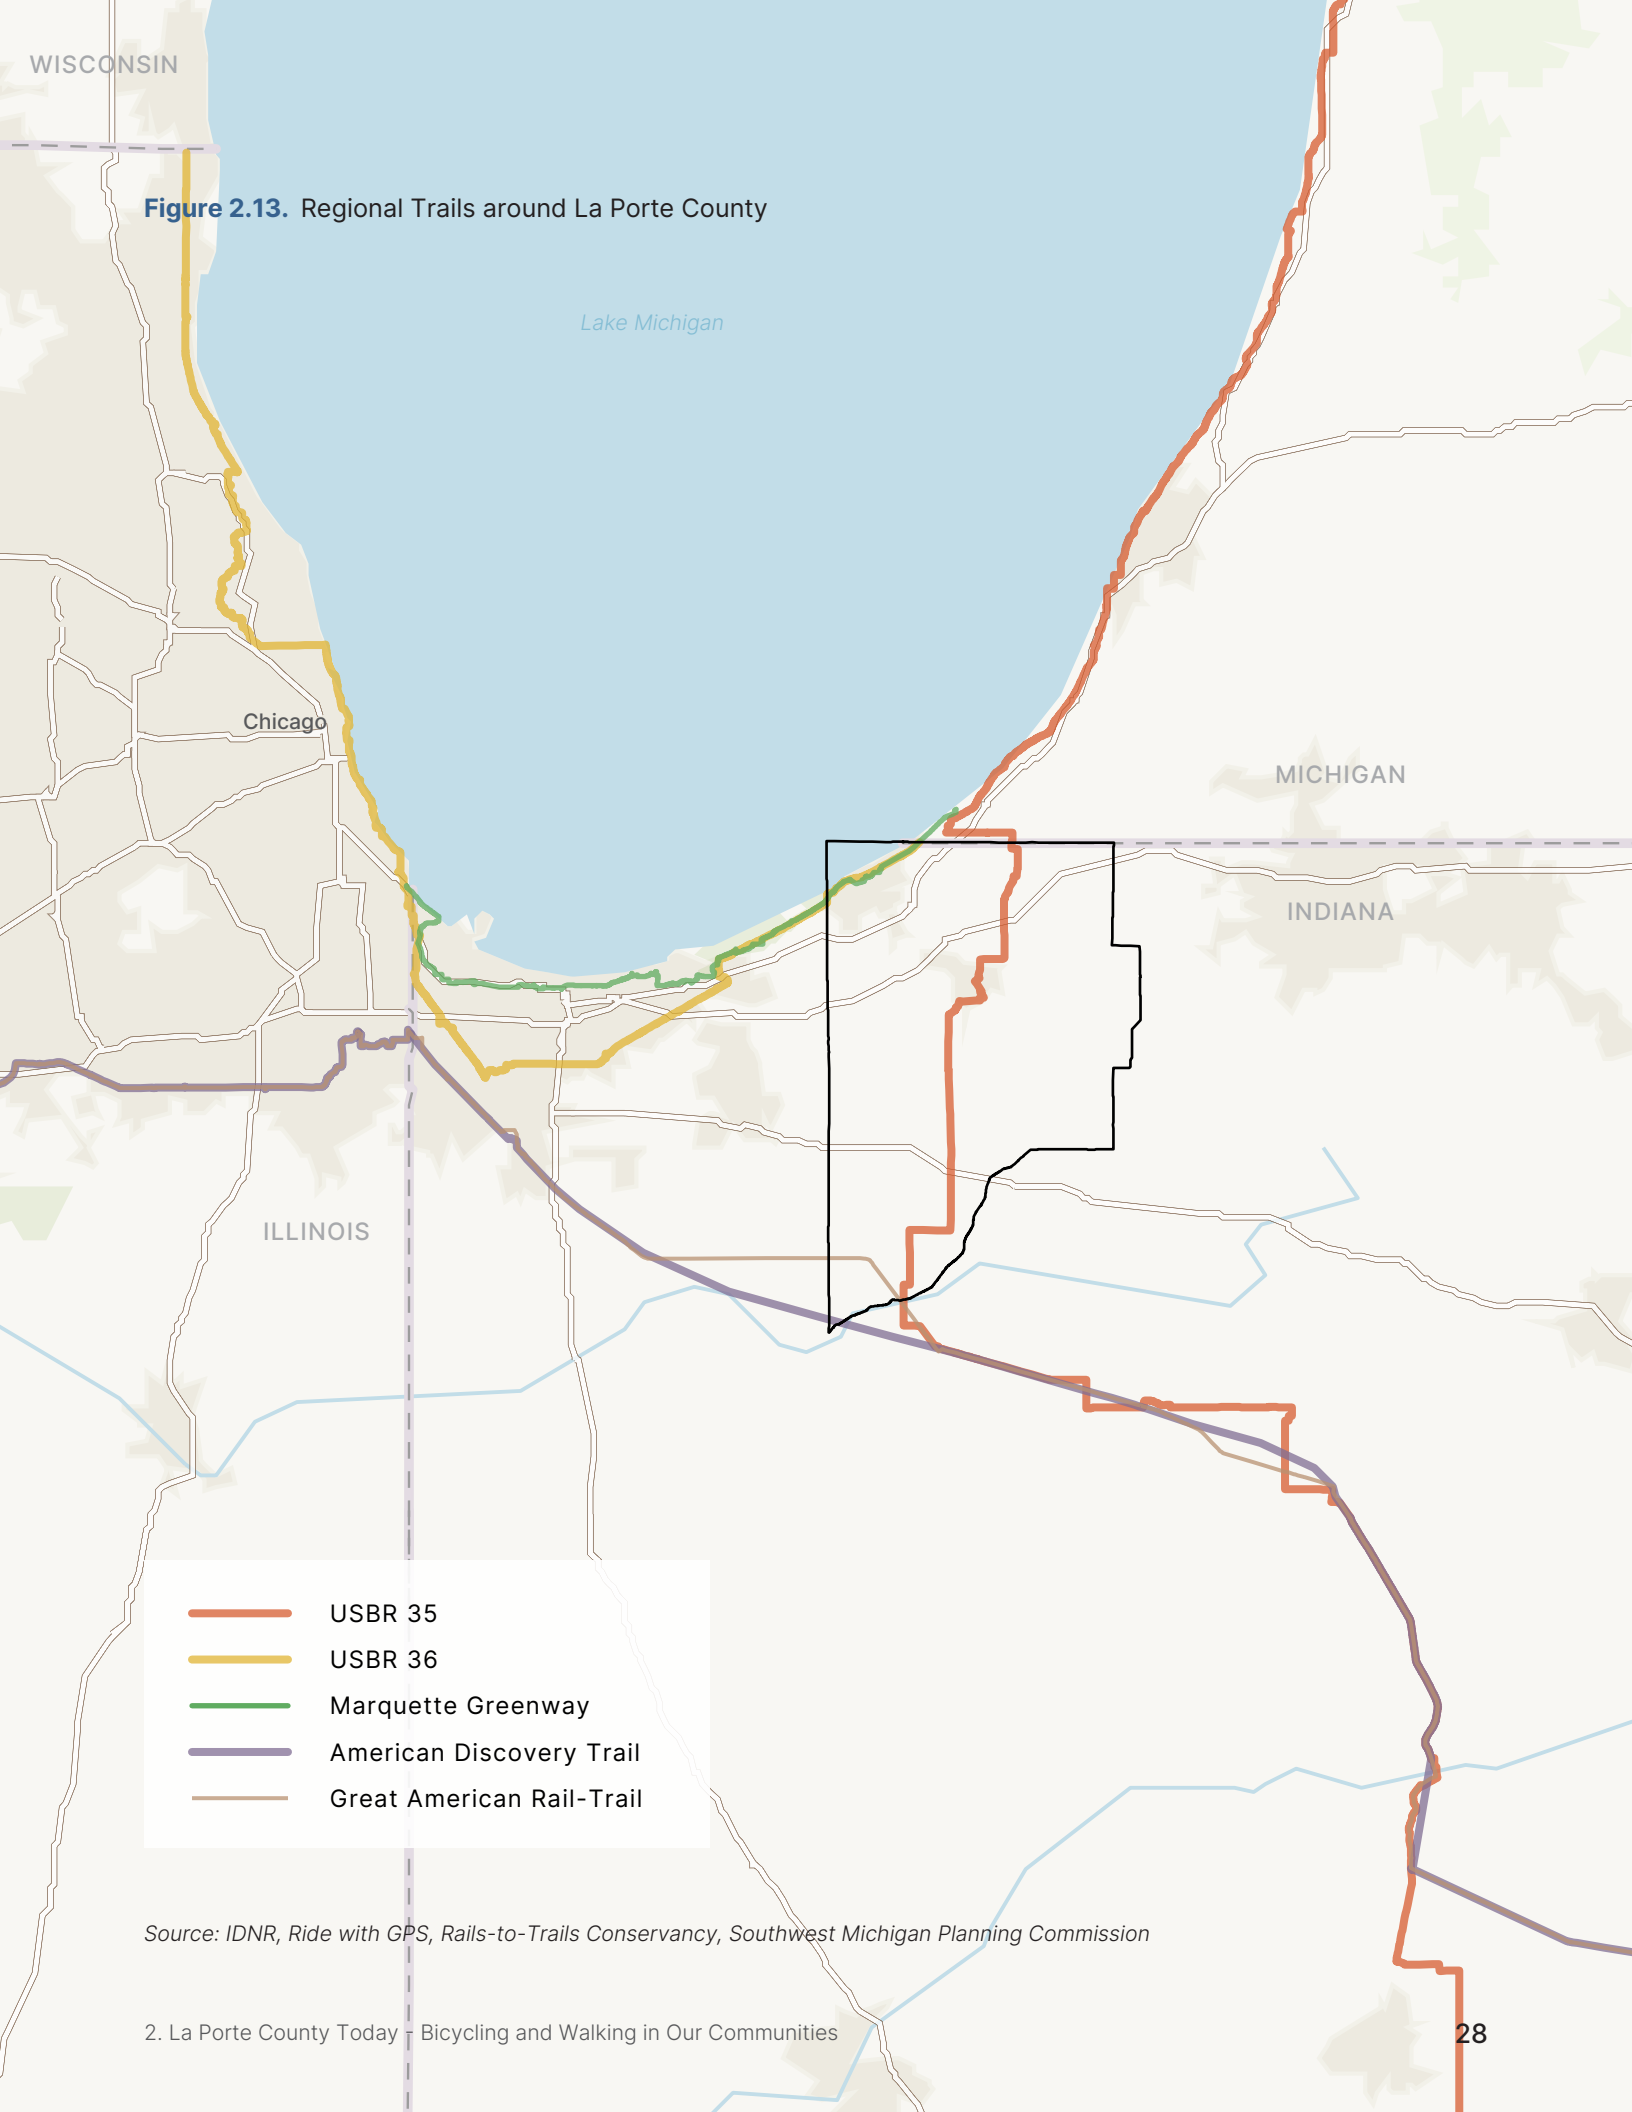 WISCONSIN
Figure 2.13. Regional Trails around La Porte County
Lake Michigan
Chicago
MICHIGAN
INDIANA
ILLINOIS
USBR 35
USBR 36
Marquette Greenway
American Discovery Trail
Great American Rail-Trail
Source: IDNR, Ride with GPS, Rails-to-Trails Conservancy, Southwest Michigan Planning Commission
2. La Porte County Today - Bicycling and Walking in Our Communities
28